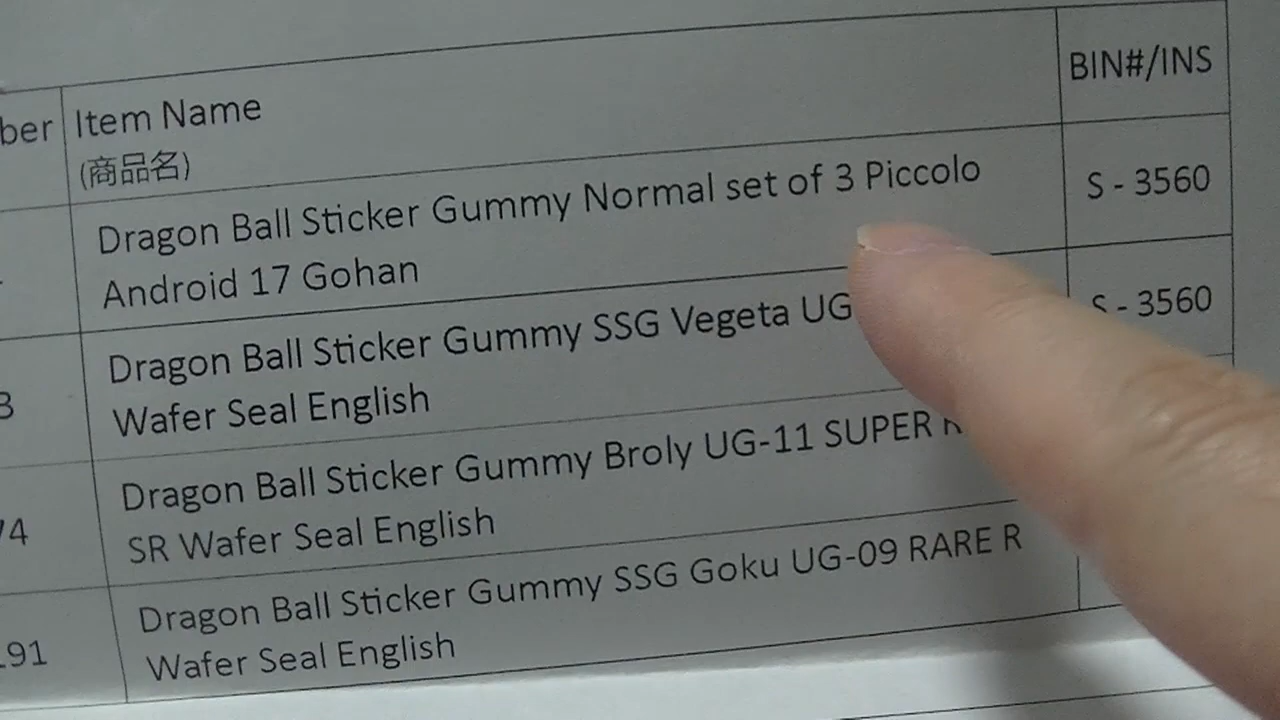 ber
Item Name
(商品名)
BIN#/INS
Dragon Ball Sticker Gummy Normal set of 3 Piccolo
Android 17 Gohan
S - 3560
3
Dragon Ball Sticker Gummy SSG Vegeta UG
Wafer Seal English
S - 3560
74
Dragon Ball Sticker Gummy Broly UG-11 SUPER
SR Wafer Seal English
91
Dragon Ball Sticker Gummy SSG Goku UG-09 RARE R
Wafer Seal English